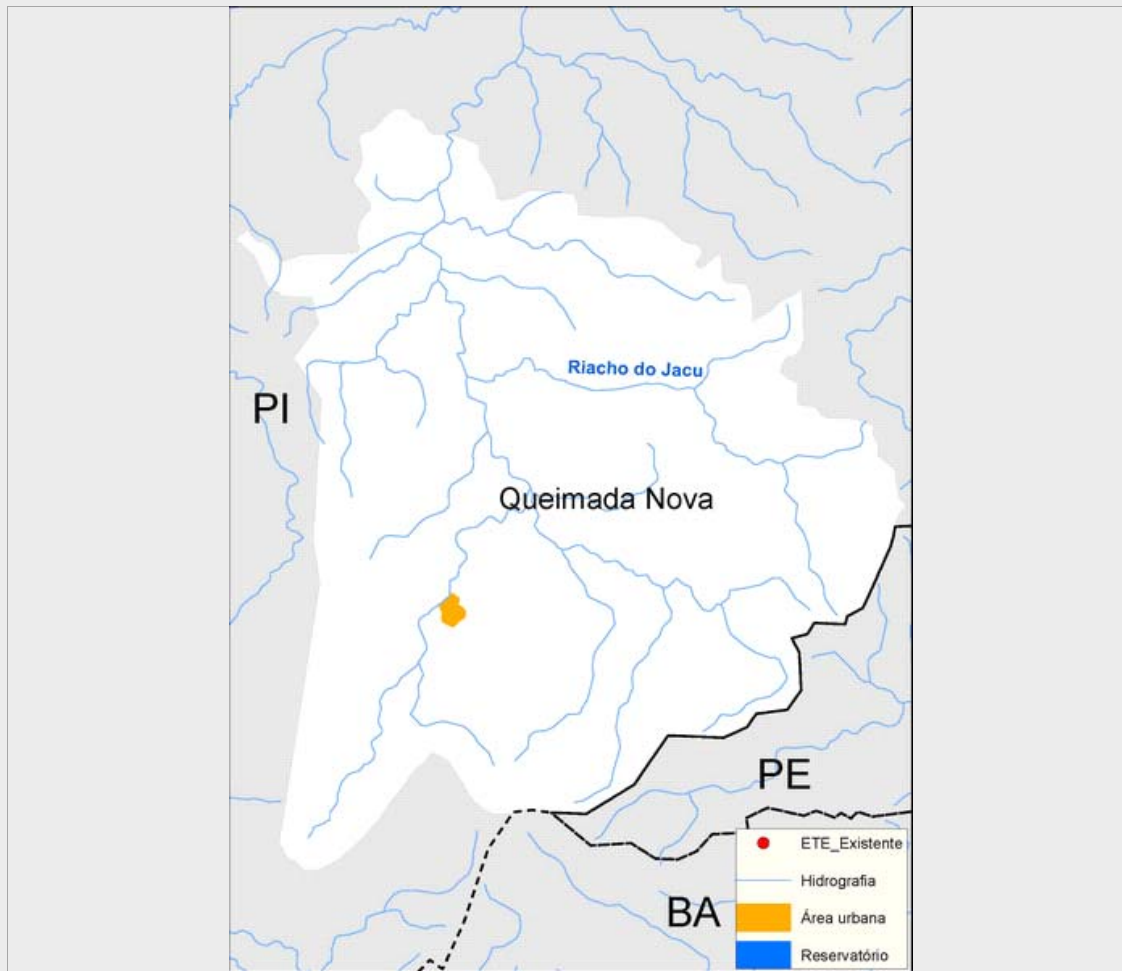 Riacho do Jacu
PI
Queimada Nova
PE
BA
ETE_Existente
Hidrografia
Área urbana
Reservatório